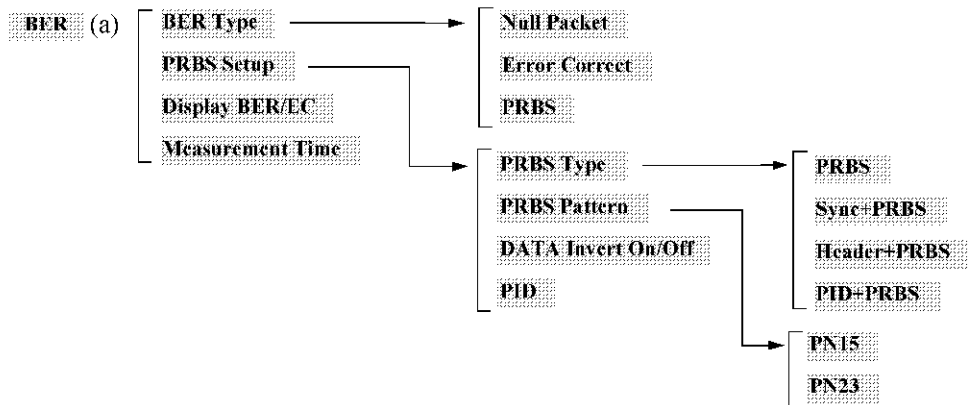 BER (a)
BER Type
PRBS Setup
Display BER/EC
Measurement Time
Null Packet
Error Correct
PRBS
PRBS Type
PRBS Pattern
DATA Invert On/Off
PID
PRBS
Sync+PRBS
Header+PRBS
PID+PRBS
PN15
PN23